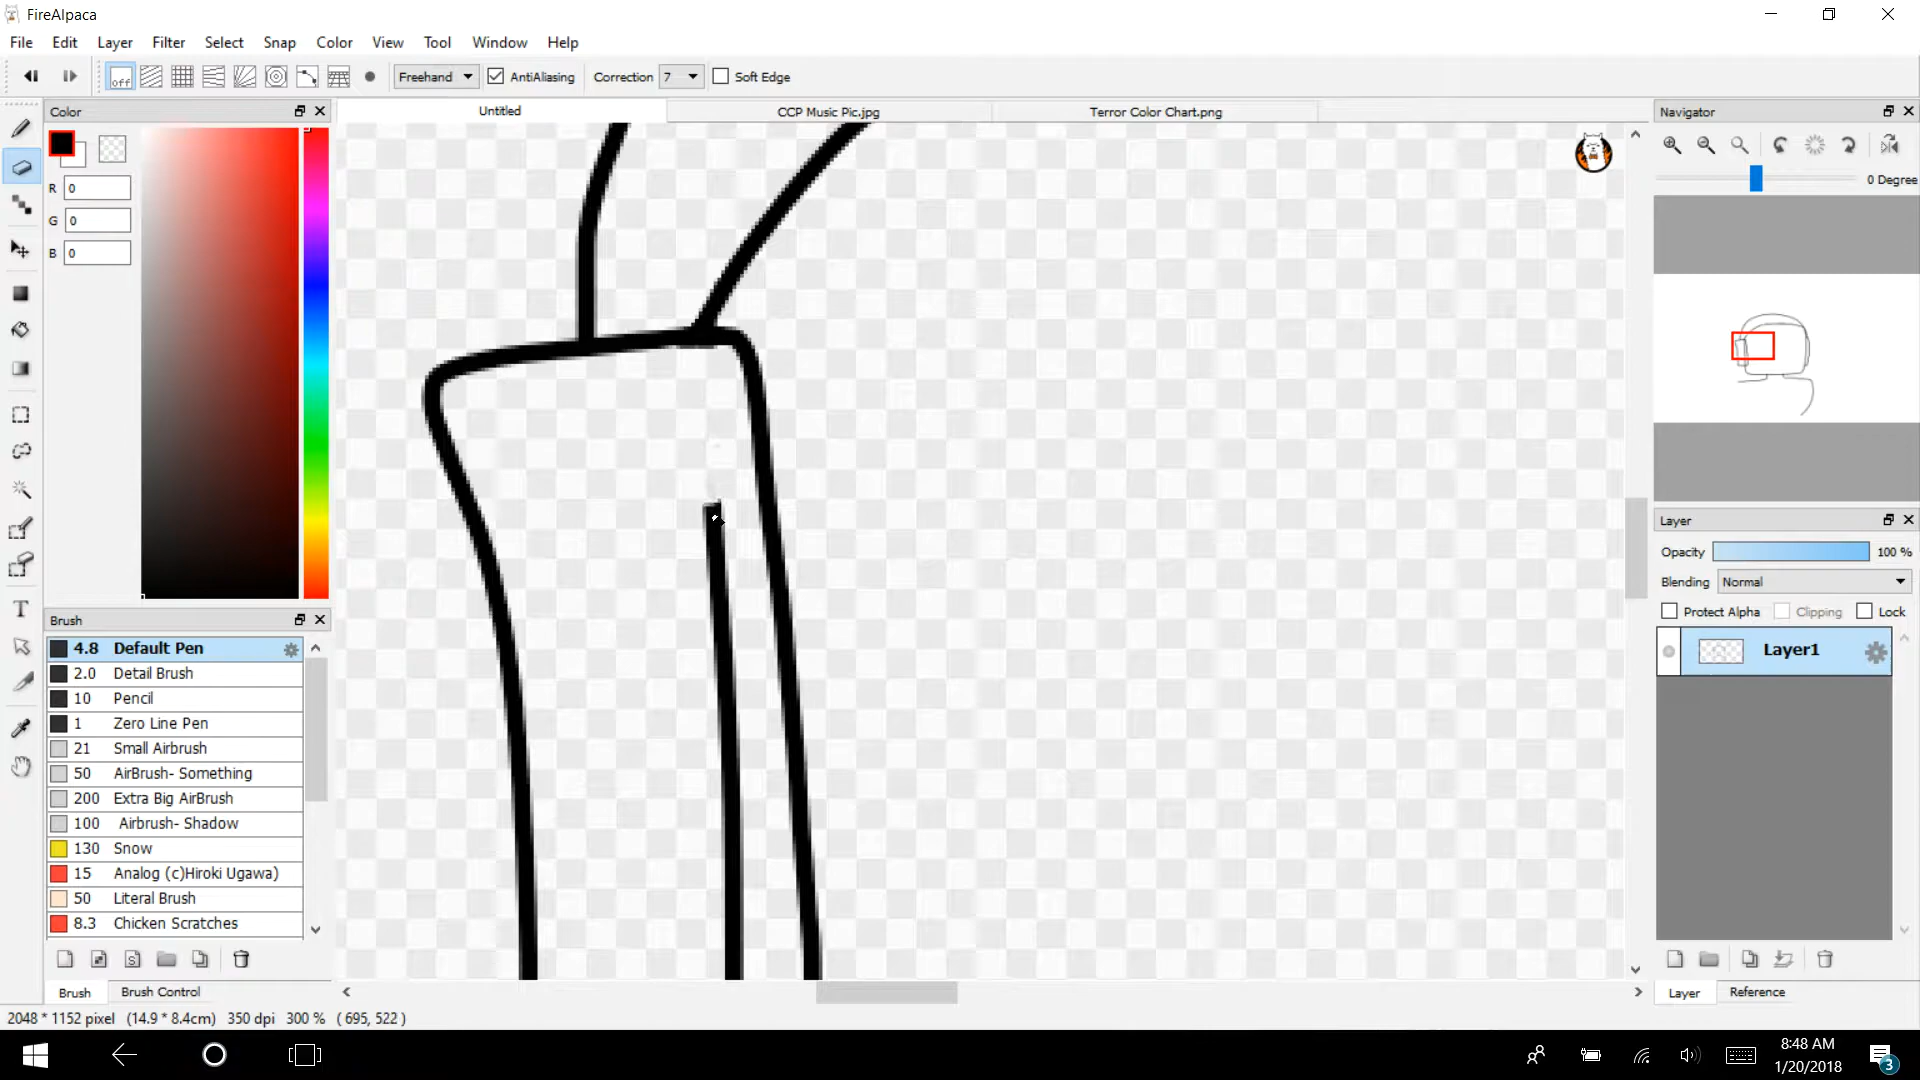 FireAlpaca
File Edit Layer Filter Select Snap Color View Tool Window Help
off Freehand AntiAliasing Correction 7 Soft Edge
Color
Untitled CCP Music Pic.jpg Terror Color Chart.png
Navigator
R 0
G 0
B 0
0 Degree
Layer
Opacity 100 %
Blending Normal
Protect Alpha Clipping Lock
Layer1
Brush
4.8 Default Pen
2.0 Detail Brush
10 Pencil
1 Zero Line Pen
21 Small Airbrush
50 AirBrush- Something
200 Extra Big AirBrush
100 Airbrush- Shadow
130 Snow
15 Analog (c)Hiroki Ugawa)
50 Literal Brush
8.3 Chicken Scratches
S
T
Brush Brush Control
Layer Reference
2048 * 1152 pixel (14.9 * 8.4cm) 350 dpi 300 % ( 695, 522 )
8:48 AM
1/20/2018
3